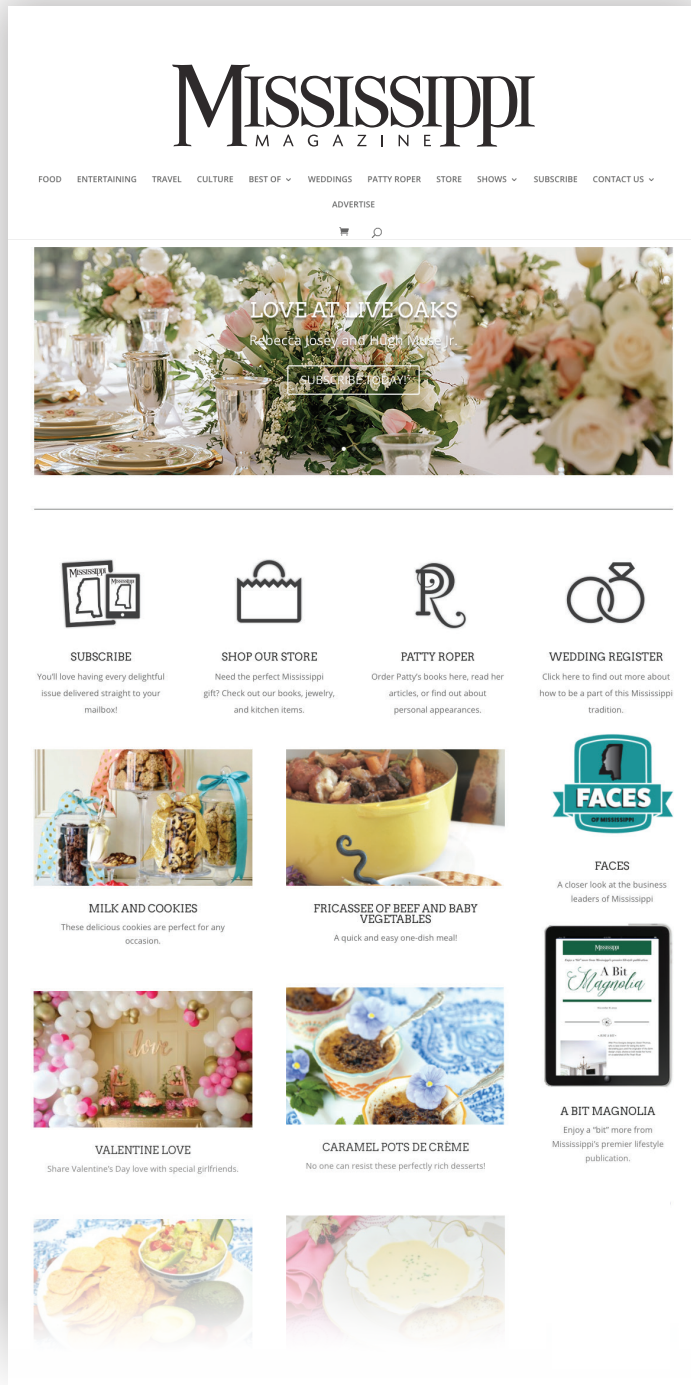 MISSISSIPPI
MAGAZINE
FOOD ENTERTAINING TRAVEL CULTURE BEST OF WEDDINGS PATTY ROPER STORE SHOWS SUBSCRIBE CONTACT US
ADVERTISE
LOVE AT LIVE OAKS
Rebecca Josey and Hugh Muse Jr.
SUBSCRIBE TODAY!
MISSISSIPPI
MISSISSIPPI
R
SUBSCRIBE
You'll love having every delightful
issue delivered straight to your
mailbox!
SHOP OUR STORE
Need the perfect Mississippi
gift? Check out our books, jewelry,
and kitchen items.
PATTY ROPER
Order Patty's books here, read her
articles, or find out about
personal appearances.
WEDDING REGISTER
Click here to find out more about
how to be a part of this Mississippi
tradition.
MILK AND COOKIES
These delicious cookies are perfect for any
occasion.
FRICASSEE OF BEEF AND BABY
VEGETABLES
A quick and easy one-dish meal!
FACES
OF MISSISSIPPI
FACES
A closer look at the business
leaders of Mississippi
love
VALENTINE LOVE
Share Valentine's Day love with special girlfriends.
CARAMEL POTS DE CRÈME
No one can resist these perfectly rich desserts!
MISSISSIPPI
A Bit
Magnolia
A BIT MAGNOLIA
Enjoy a "bit" more from
Mississippi's premier lifestyle
publication.